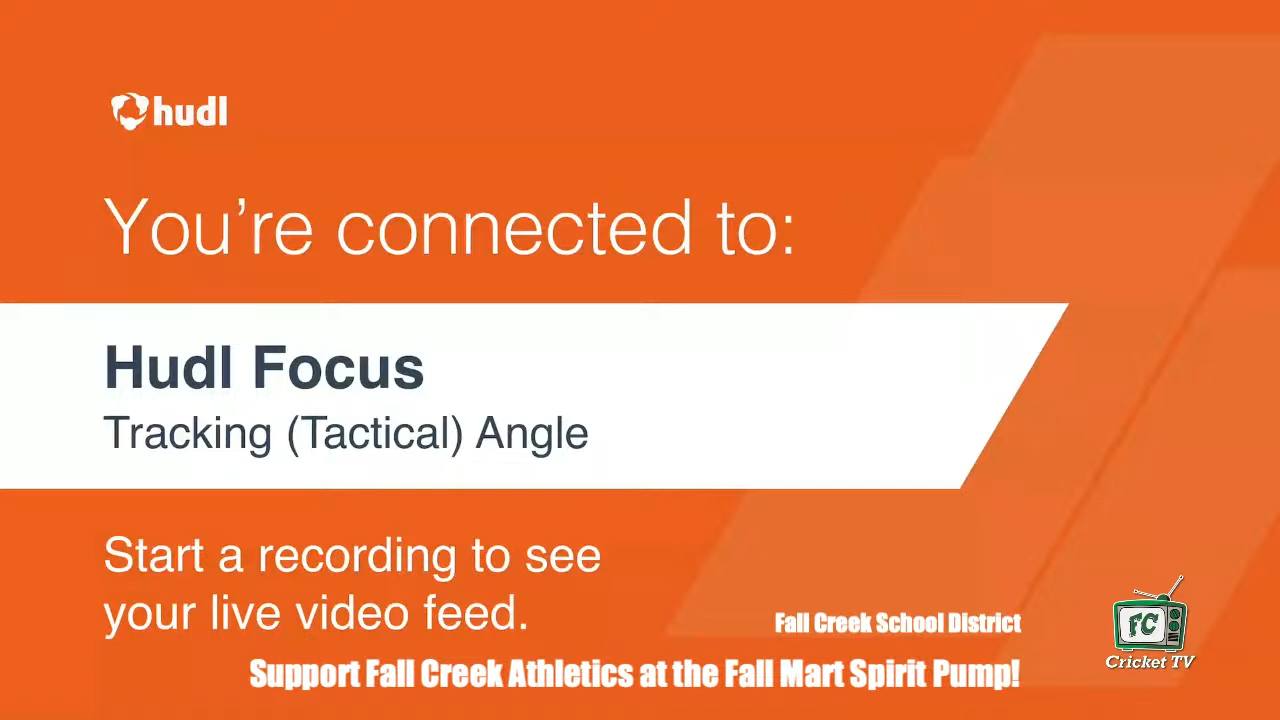 hudl
You’re connected to:
Hudl Focus
Tracking (Tactical) Angle
Start a recording to see
your live video feed.
Fall Creek School District
Support Fall Creek Athletics at the Fall Mart Spirit Pump!
FC
Cricket TV